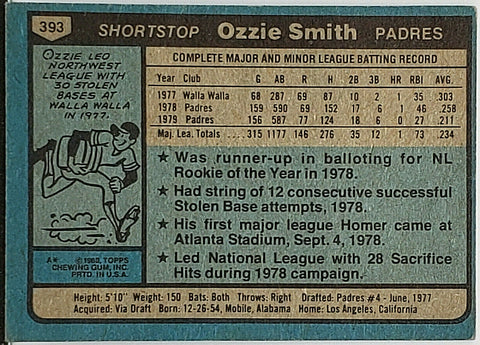 393 SHORTSTOP Ozzie Smith PADRES
OZZIE LED
NORTHWEST
LEAGUE WITH
30 STOLEN
BASES AT
WALLA WALLA
IN 1977.
COMPLETE MAJOR AND MINOR LEAGUE BATTING RECORD
Year Club G AB R H 2B 3B HR RBI AVG.
1977 Walla Walla 68 287 69 87 10 2 1 35 .303
1978 Padres 159 590 69 152 17 6 1 46 .258
1979 Padres 156 587 77 124 18 6 0 27 .211
Maj. Lea. Totals . . . 315 1177 146 276 35 12 1 73 .234
★ Was runner-up in balloting for NL
Rookie of the Year in 1978.
★ Had string of 12 consecutive successful
Stolen Base attempts, 1978.
★ His first major league Homer came at
Atlanta Stadium, Sept. 4, 1978.
★ Led National League with 28 Sacrifice
Hits during 1978 campaign.
A* ©1980, TOPPS
CHEWING GUM, INC.
PRTD. IN U.S.A.
Height: 5'10" Weight: 150 Bats: Both Throws: Right Drafted: Padres #4 - June, 1977
Acquired: Via Draft Born: 12-26-54, Mobile, Alabama Home: Los Angeles, California